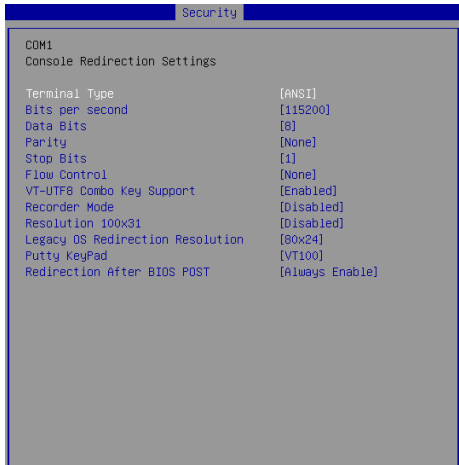 Security
COM1
Console Redirection Settings
Terminal Type [ANSI]
Bits per second [115200]
Data Bits [8]
Parity [None]
Stop Bits [1]
Flow Control [None]
VT-UTF8 Combo Key Support [Enabled]
Recorder Mode [Disabled]
Resolution 100x31 [Disabled]
Legacy OS Redirection Resolution [80x24]
Putty KeyPad [VT100]
Redirection After BIOS POST [Always Enable]